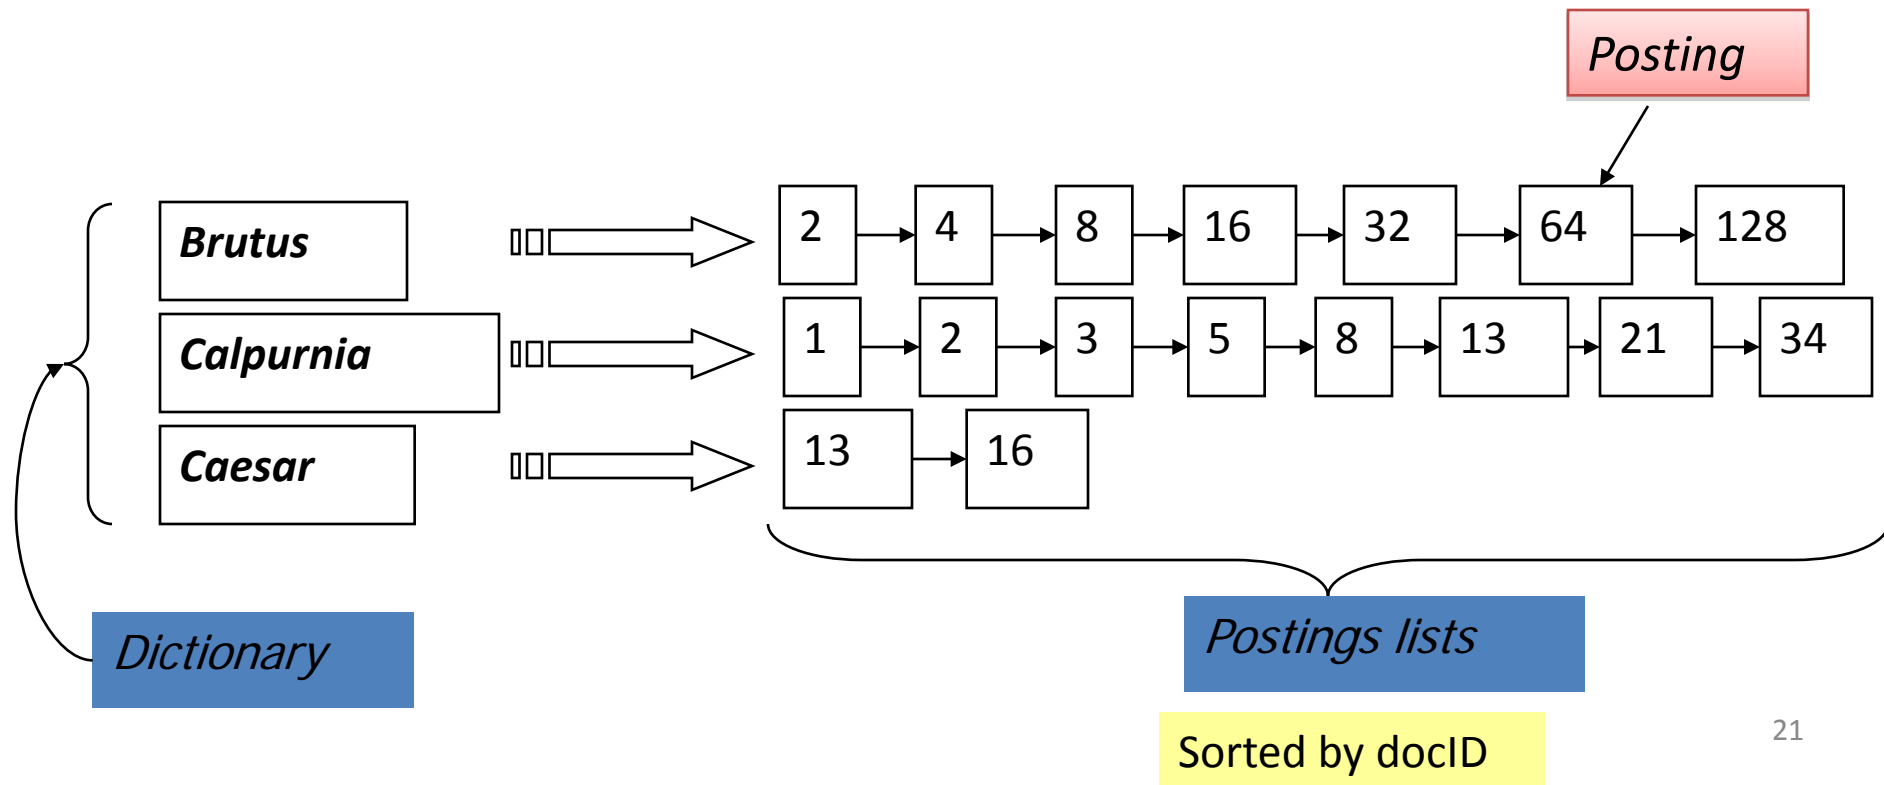 Posting
Brutus 2 4 8 16 32 64 128
Calpurnia 1 2 3 5 8 13 21 34
Caesar 13 16
Dictionary
Postings lists
Sorted by docID
21